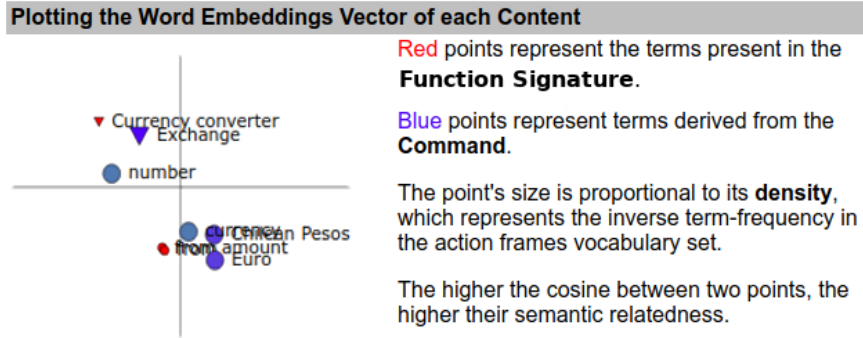 Plotting the Word Embeddings Vector of each Content
Currency converter
Exchange
number
currency
Chilean Pesos
from amount
Euro
Red points represent the terms present in the
Function Signature.
Blue points represent terms derived from the
Command.
The point's size is proportional to its density,
which represents the inverse term-frequency in
the action frames vocabulary set.
The higher the cosine between two points, the
higher their semantic relatedness.